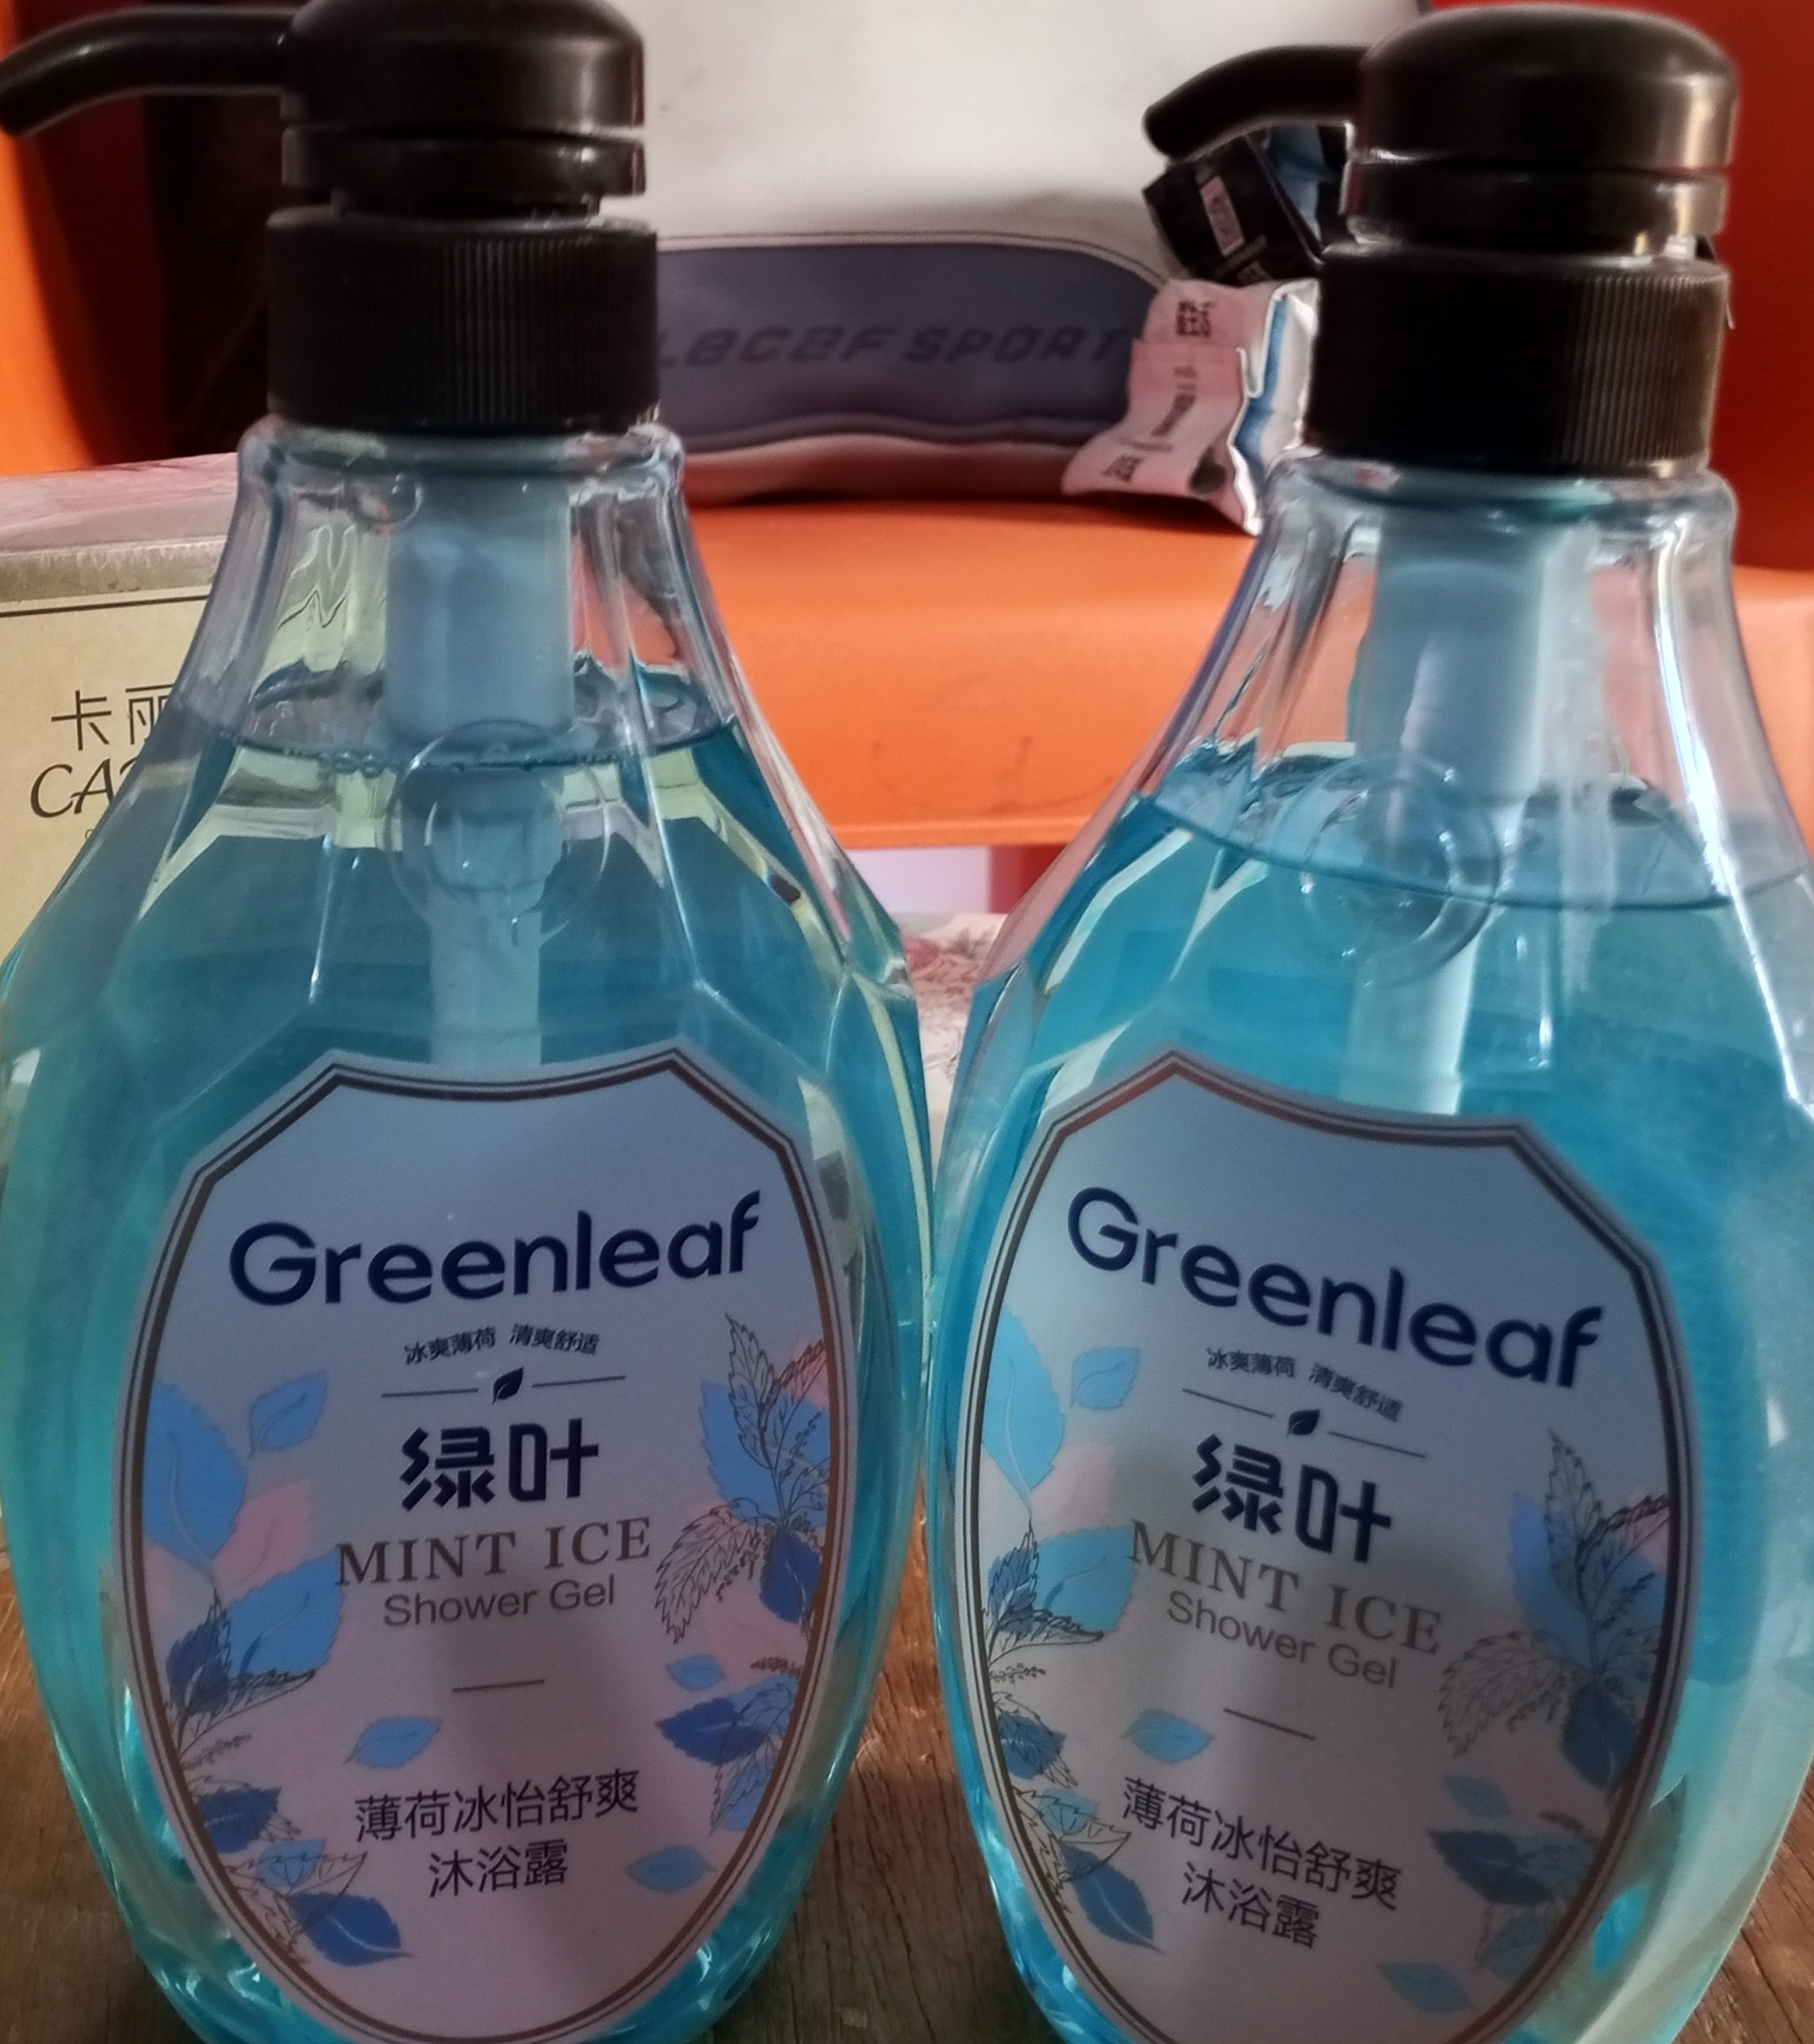 LeCeF SPORT
卡丽
CA
Greenleaf
冰爽薄荷 清爽舒适
绿叶
MINT ICE
Shower Gel
薄荷冰怡舒爽
沐浴露
Greenleaf
冰爽薄荷 清爽舒适
绿叶
MINT ICE
Shower Gel
薄荷冰怡舒爽
沐浴露